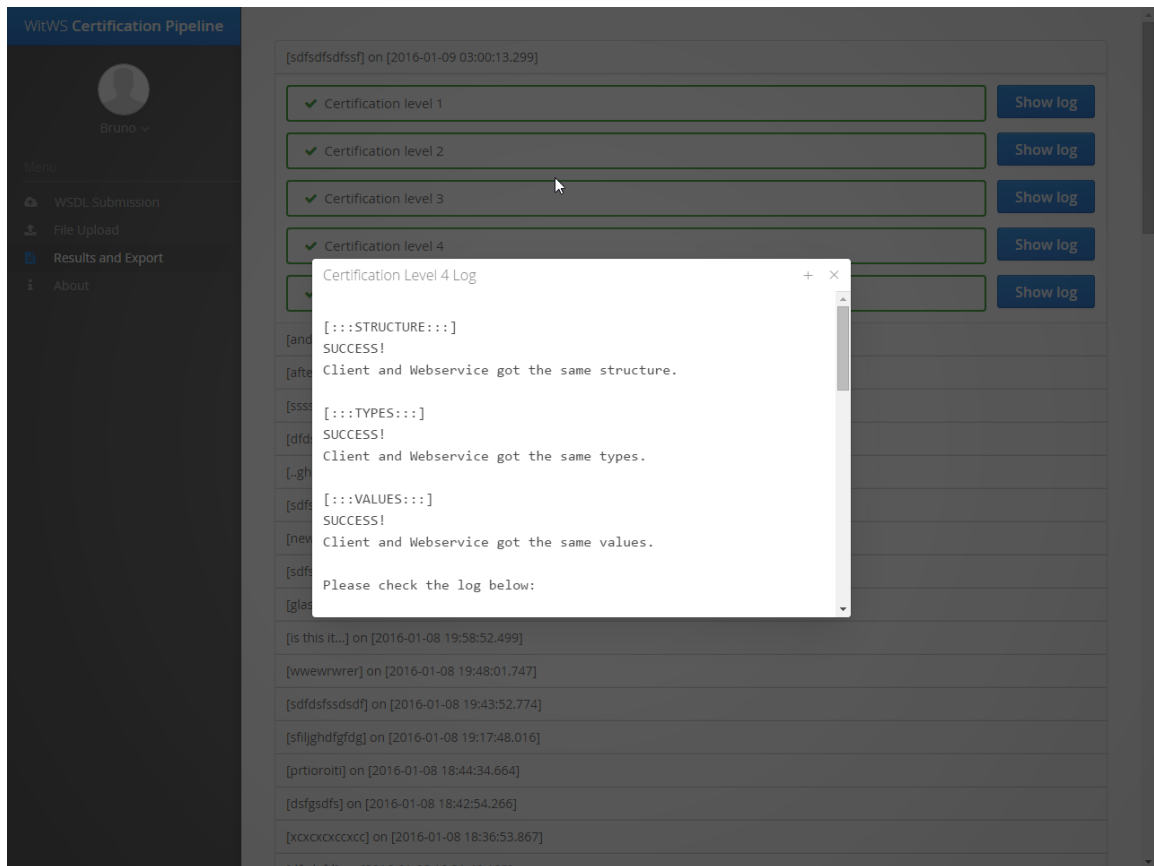 WitWS Certification Pipeline
Bruno
Menu
WSDL Submission
File Upload
Results and Export
About
[sdfsdfsdfssf] on [2016-01-09 03:00:13.299]
Certification level 1
Show log
Certification level 2
Show log
Certification level 3
Show log
Certification level 4
Show log
Show log
Certification Level 4 Log
[:::STRUCTURE:::]
SUCCESS!
Client and Webservice got the same structure.
[:::TYPES:::]
SUCCESS!
Client and Webservice got the same types.
[:::VALUES:::]
SUCCESS!
Client and Webservice got the same values.
Please check the log below:
[is this it...] on [2016-01-08 19:58:52.499]
[wwewrwrer] on [2016-01-08 19:48:01.747]
[sdfdsfssdsdf] on [2016-01-08 19:43:52.774]
[sfiljghdfgfdg] on [2016-01-08 19:17:48.016]
[prtioroiti] on [2016-01-08 18:44:34.664]
[dsfgsdfs] on [2016-01-08 18:42:54.266]
[xcxcxcxccxcc] on [2016-01-08 18:36:53.867]